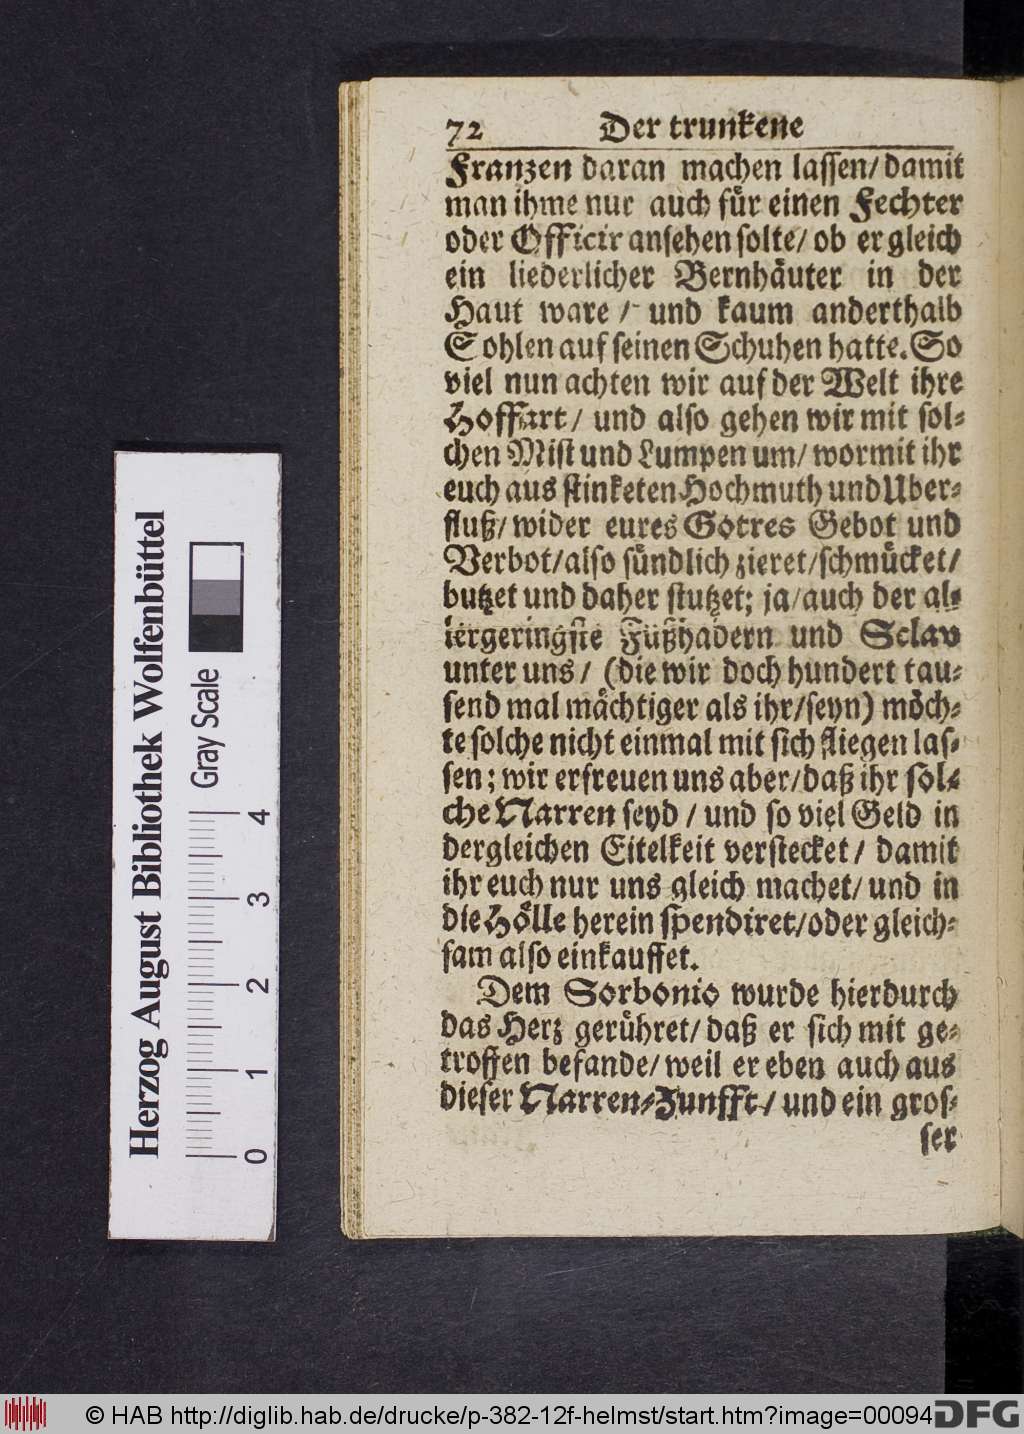 72 Der trunkene
Franzen daran machen lassen/ damit
man ihme nur auch für einen Fechter
oder Officir ansehen solte/ ob er gleich
ein liederlicher Bernhäuter in der
Haut ware / und kaum anderthalb
Sohlen auf seinen Schuhen hatte. So
viel nun achten wir auf der Welt ihre
Hoffart/ und also gehen wir mit sol-
chen Mist und Lumpen um/ wormit ihr
euch aus stinketen Hochmuth und Uber-
fluß/ wider eures Gottes Gebot und
Verbot/ also sündlich zieret/ schmücket/
butzet und daher stutzet; ja/ auch der al-
lergeringste Füßhadern und Sclav
unter uns/ (die wir doch hundert tau-
send mal mächtiger als ihr/ seyn) möch-
te solche nicht einmal mit sich fliegen las-
sen; wir erfreuen uns aber/ daß ihr sol-
che Narren seyd / und so viel Geld in
dergleichen Eitelkeit verstecket/ damit
ihr euch nur uns gleich machet/ und in
die Hölle herein spendiret/ oder gleich-
sam also einkauffet.
Dem Sorbonio wurde hierdurch
das Herz gerühret/ daß er sich mit ge-
troffen befande/ weil er eben auch aus
dieser Narren-Zunfft/ und ein gros-
ser
Herzog August Bibliothek Wolfenbüttel
Gray Scale
0 1 2 3 4
© HAB http://diglib.hab.de/drucke/p-382-12f-helmst/start.htm?image=00094
DFG